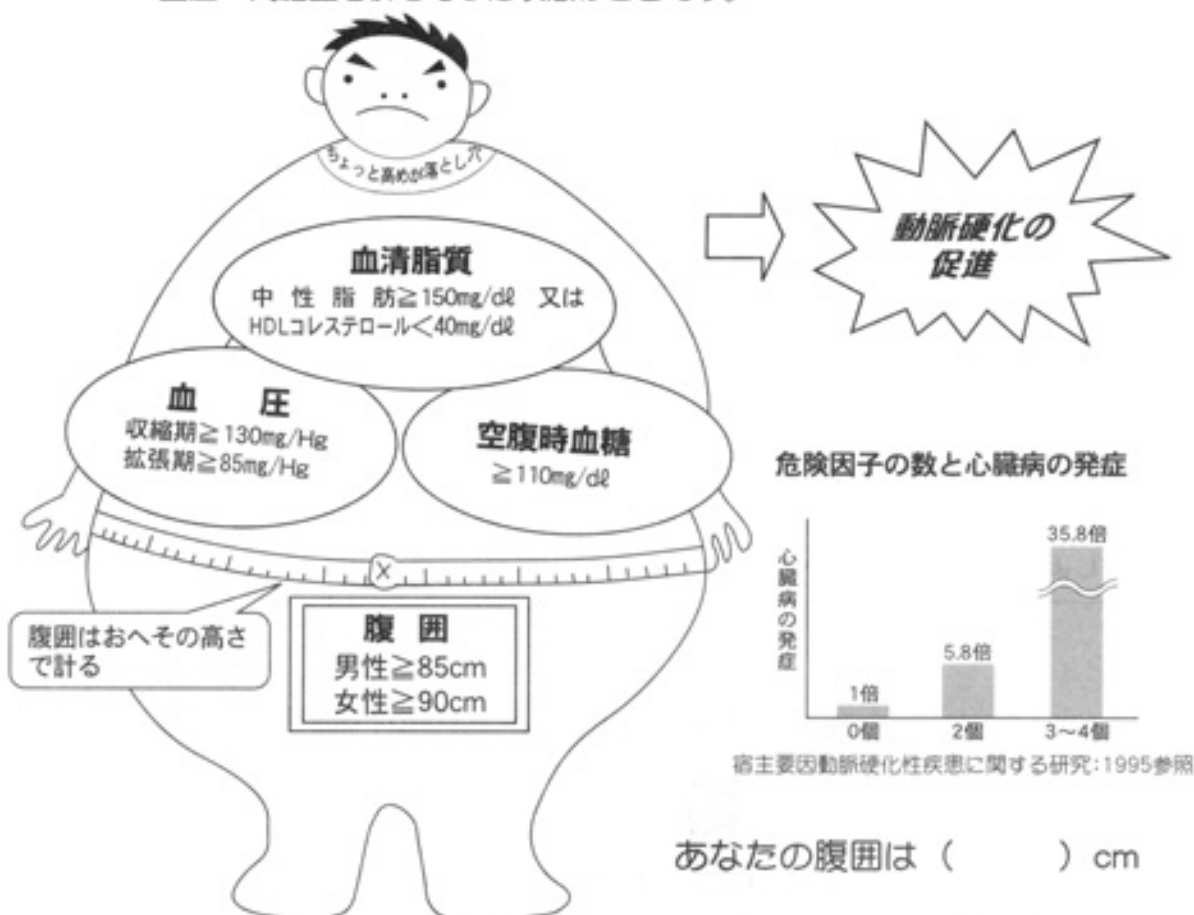 ちょっと高めが落とし穴
血清脂質
中性脂肪≧150mg/dℓ 又は
HDLコレステロール＜40mg/dℓ
血 圧
収縮期≧130mg/Hg
拡張期≧85mg/Hg
空腹時血糖
≧110mg/dℓ
動脈硬化の
促進
腹囲はおへその高さ
で計る
腹 囲
男性≧85cm
女性≧90cm
危険因子の数と心臓病の発症
心臓病の発症
35.8倍
5.8倍
1倍
0個 2個 3〜4個
宿主要因動脈硬化性疾患に関する研究:1995参照
あなたの腹囲は（ ）cm